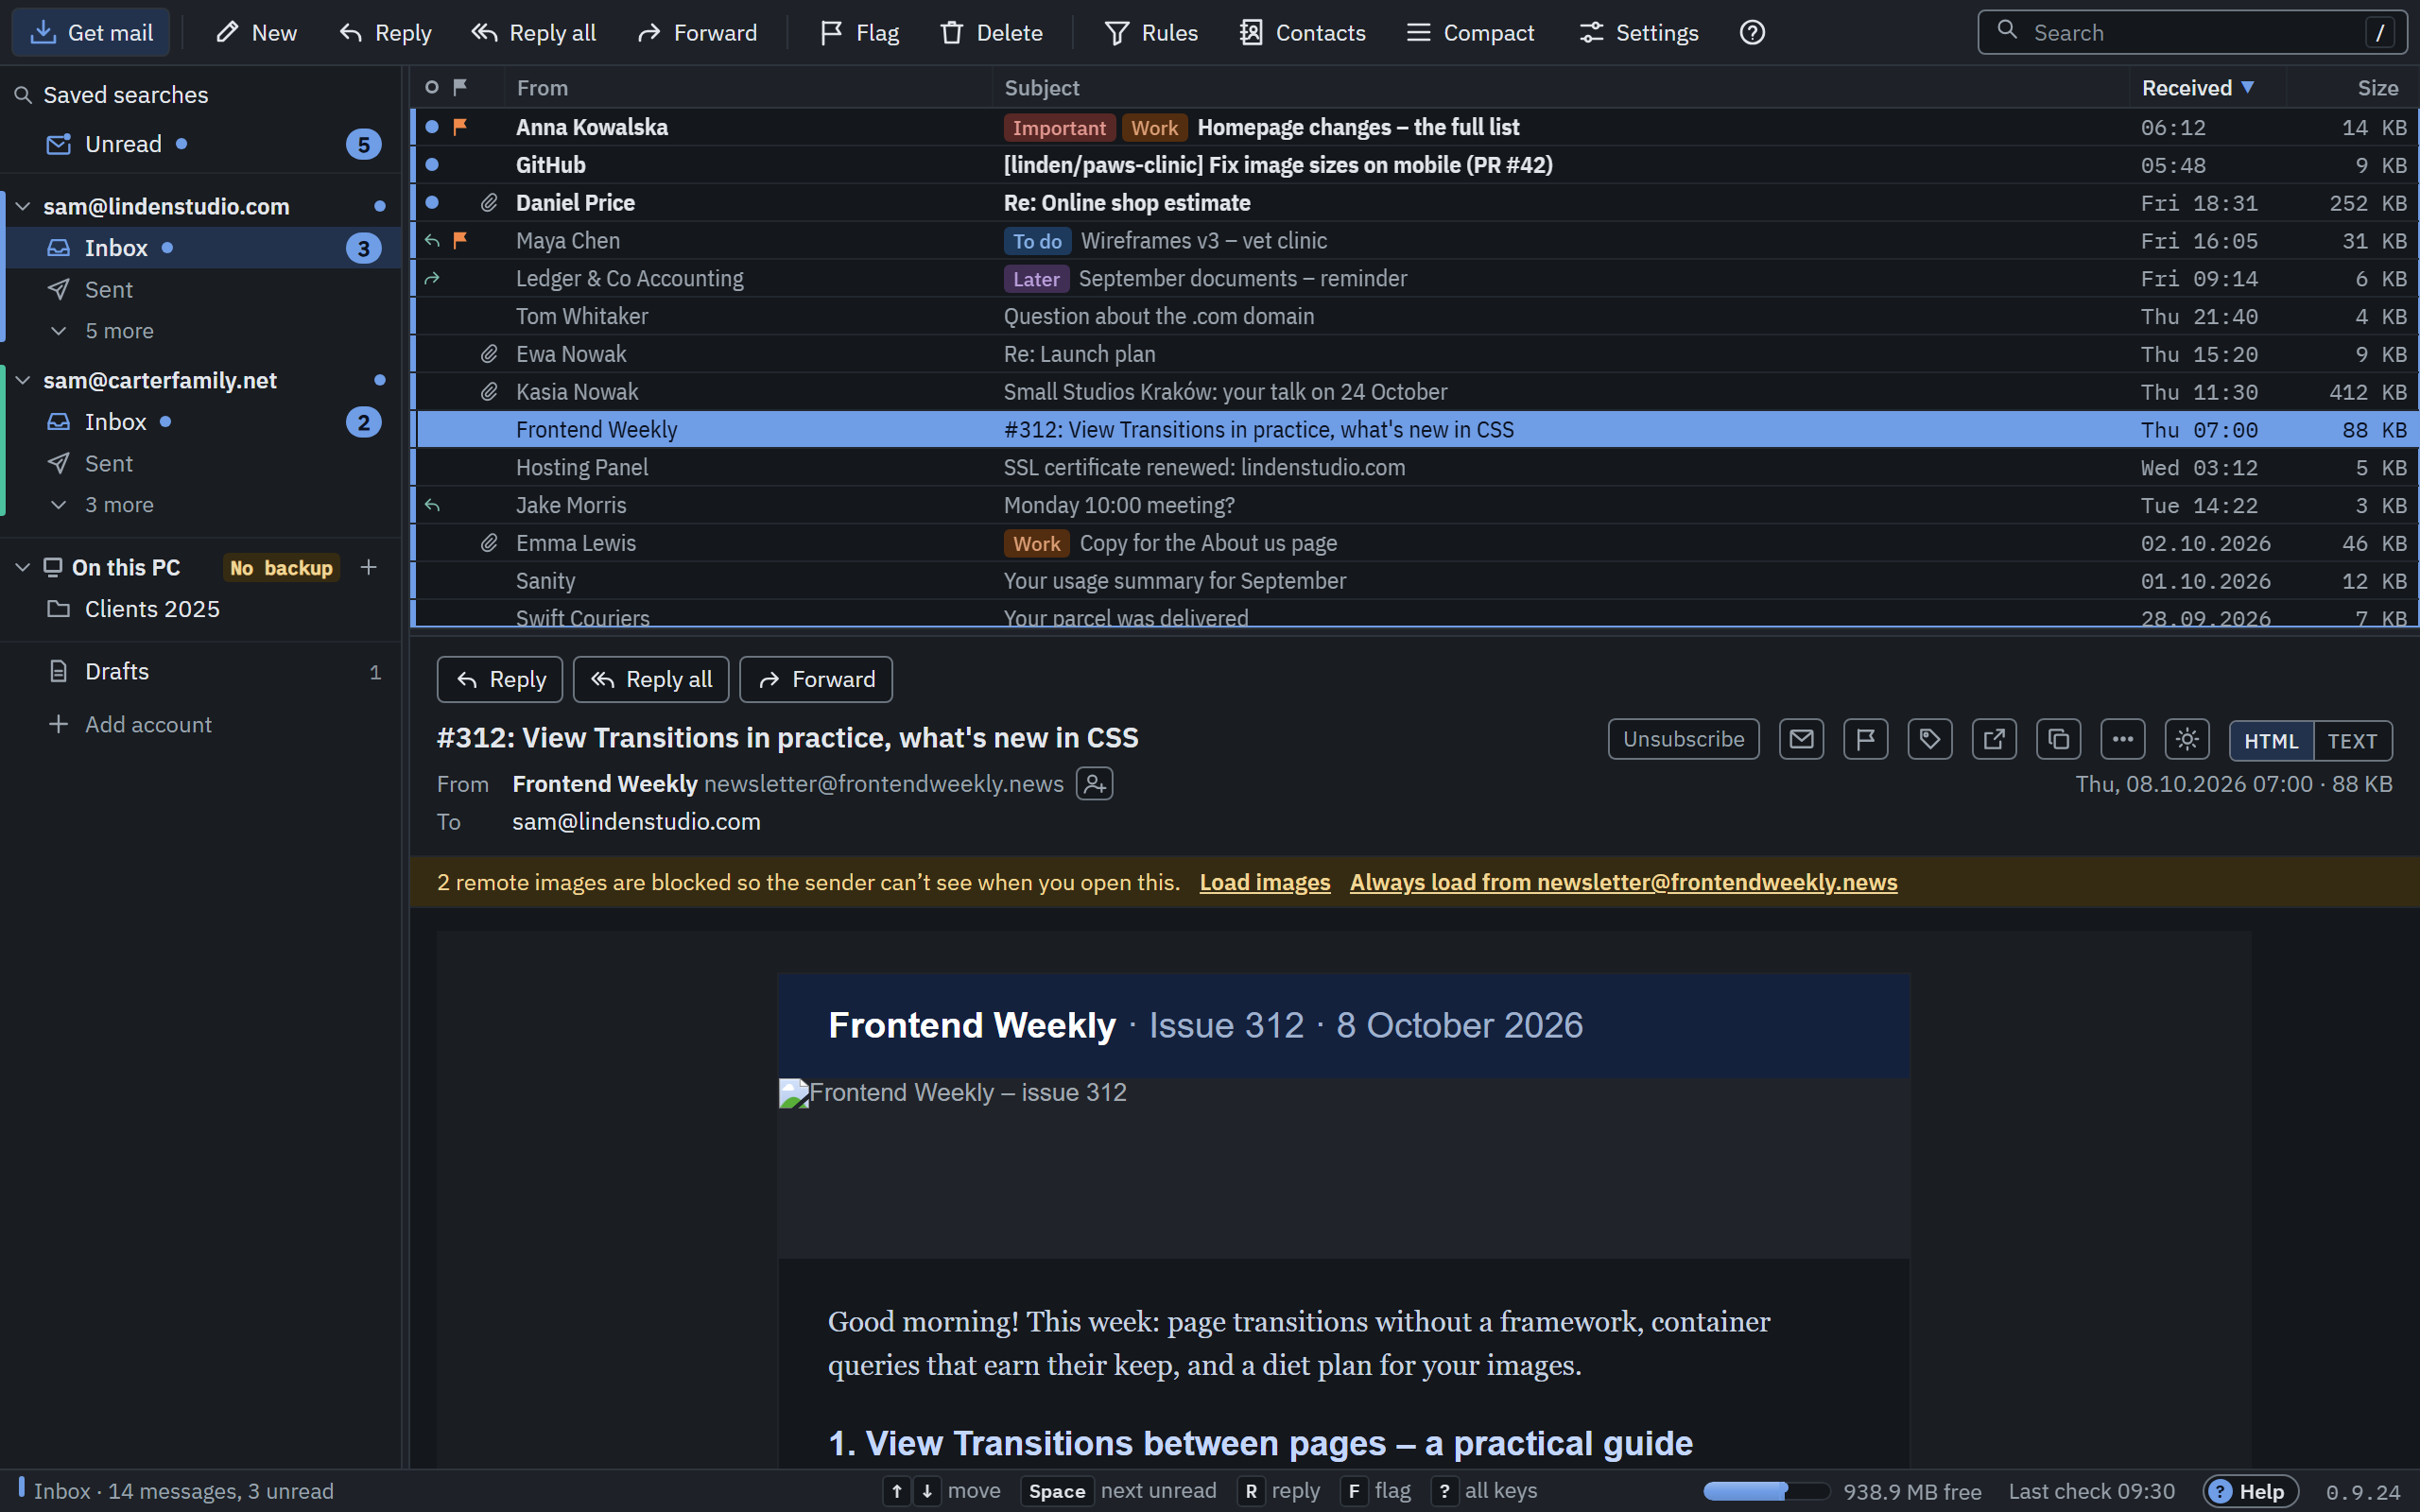 Get mail New Reply Reply all Forward Flag Delete Rules Contacts Compact Settings ? Search /
Saved searches
Unread 5
sam@lindenstudio.com
Inbox 3
Sent
5 more
sam@carterfamily.net
Inbox 2
Sent
3 more
On this PC No backup +
Clients 2025
Drafts 1
+ Add account
From Subject Received ▼ Size
Anna Kowalska Important Work Homepage changes – the full list 06:12 14 KB
GitHub [linden/paws-clinic] Fix image sizes on mobile (PR #42) 05:48 9 KB
Daniel Price Re: Online shop estimate Fri 18:31 252 KB
Maya Chen To do Wireframes v3 – vet clinic Fri 16:05 31 KB
Ledger & Co Accounting Later September documents – reminder Fri 09:14 6 KB
Tom Whitaker Question about the .com domain Thu 21:40 4 KB
Ewa Nowak Re: Launch plan Thu 15:20 9 KB
Kasia Nowak Small Studios Kraków: your talk on 24 October Thu 11:30 412 KB
Frontend Weekly #312: View Transitions in practice, what's new in CSS Thu 07:00 88 KB
Hosting Panel SSL certificate renewed: lindenstudio.com Wed 03:12 5 KB
Jake Morris Monday 10:00 meeting? Tue 14:22 3 KB
Emma Lewis Work Copy for the About us page 02.10.2026 46 KB
Sanity Your usage summary for September 01.10.2026 12 KB
Swift Couriers Your parcel was delivered 28.09.2026 7 KB
Reply Reply all Forward
#312: View Transitions in practice, what's new in CSS Unsubscribe HTML TEXT
From Frontend Weekly newsletter@frontendweekly.news Thu, 08.10.2026 07:00 · 88 KB
To sam@lindenstudio.com
2 remote images are blocked so the sender can’t see when you open this. Load images Always load from newsletter@frontendweekly.news
Frontend Weekly · Issue 312 · 8 October 2026
Frontend Weekly – issue 312
Good morning! This week: page transitions without a framework, container
queries that earn their keep, and a diet plan for your images.
1. View Transitions between pages – a practical guide
Inbox · 14 messages, 3 unread ↑ ↓ move Space next unread R reply F flag ? all keys 938.9 MB free Last check 09:30 ? Help 0.9.24